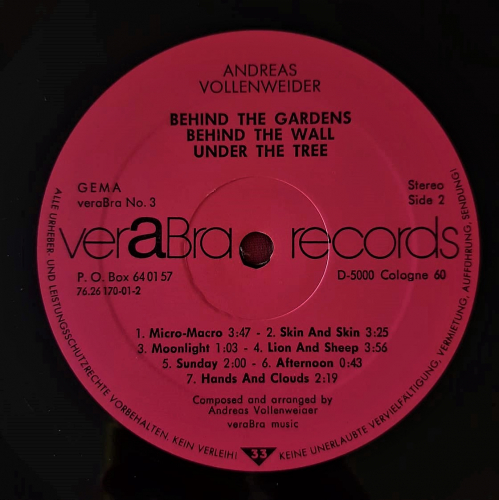 ANDREAS
VOLLENWEIDER
BEHIND THE GARDENS
BEHIND THE WALL
UNDER THE TREE
GEMA
veraBra No. 3
Stereo
Side 2
veraBra records
P. O. Box 640157
76.26 170-01-2
D-5000 Cologne 60
1. Micro-Macro 3:47 - 2. Skin And Skin 3:25
3. Moonlight 1:03 - 4. Lion And Sheep 3:56
5. Sunday 2:00 - 6. Afternoon 0:43
7. Hands And Clouds 2:19
Composed and arranged by
Andreas Vollenweider
veraBra music
33
ALLE URHEBER- UND LEISTUNGSSCHUTZRECHTE VORBEHALTEN. KEIN VERLEIH! KEINE UNERLAUBTE VERVIELFALTIGUNG, VERMIETUNG, AUFFÜHRUNG, SENDUNG!